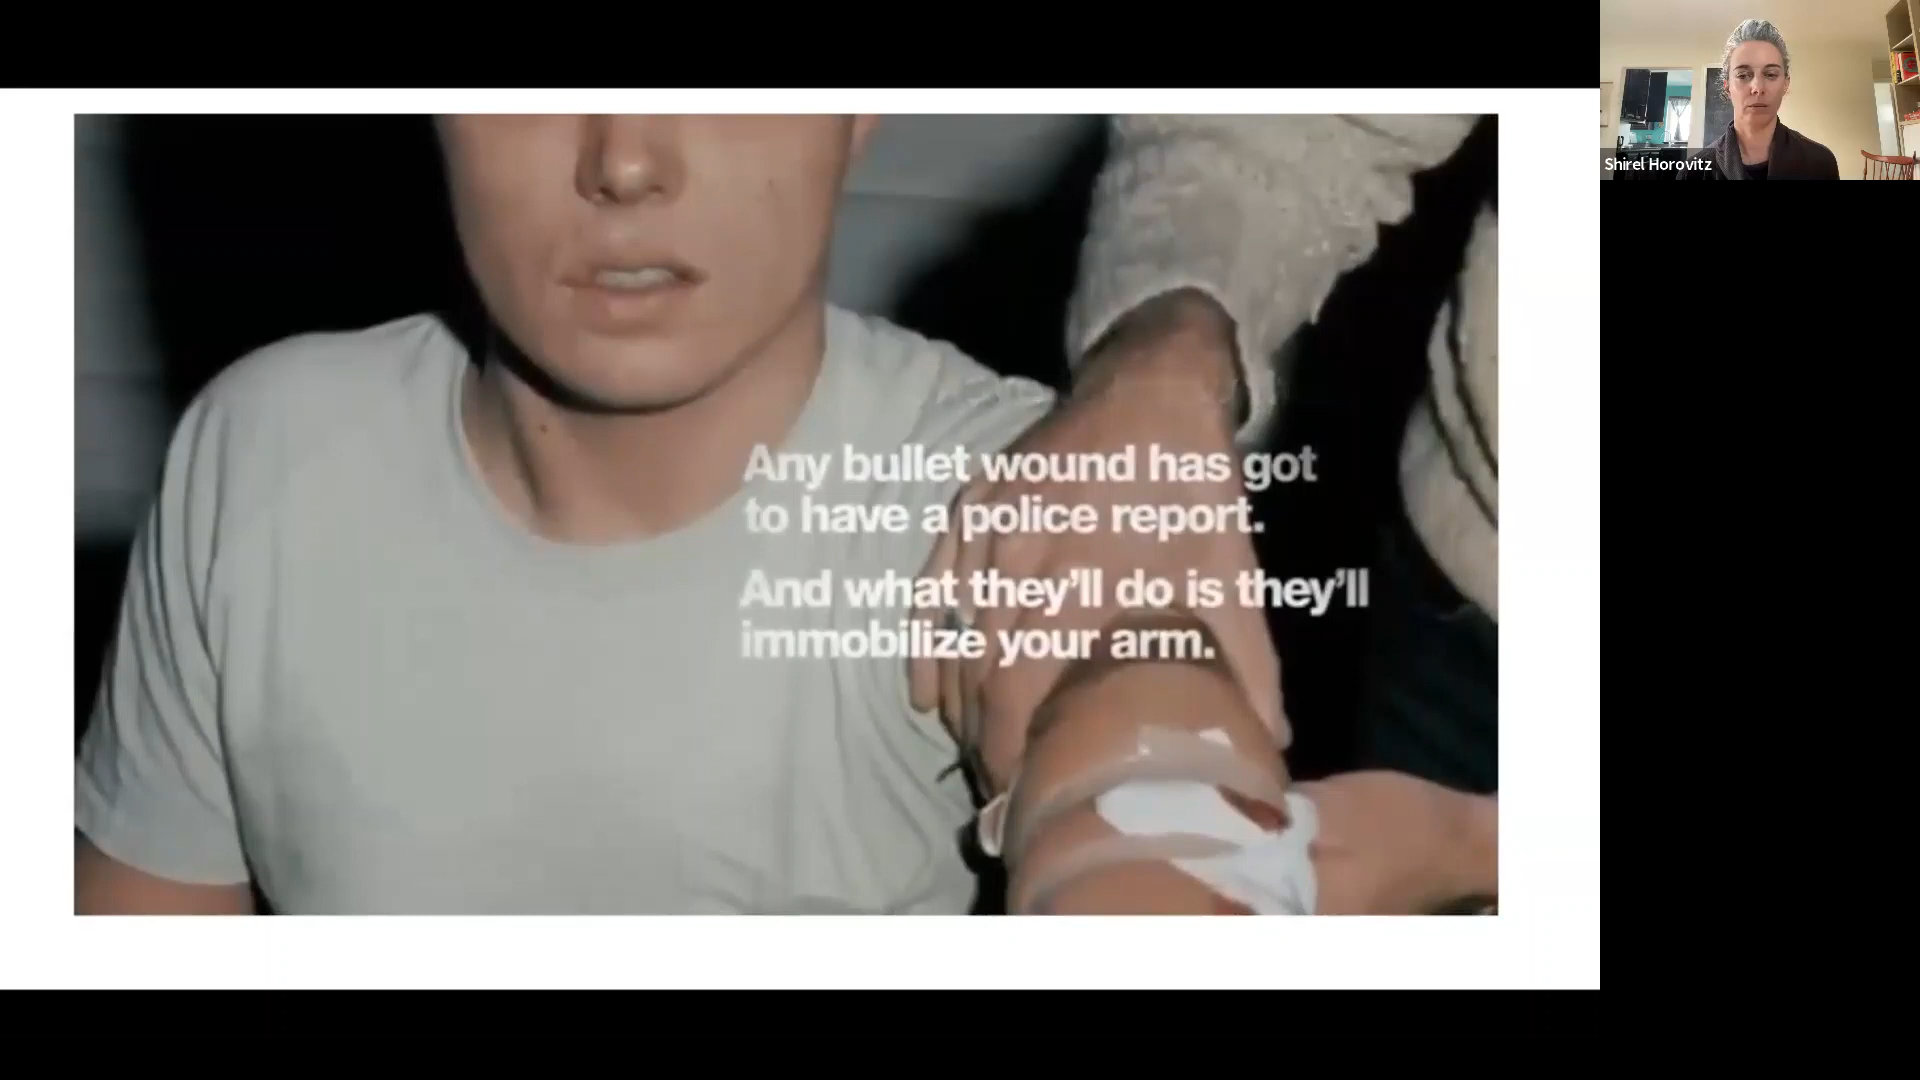 Shirel Horovitz
Any bullet wound has got
to have a police report.
And what they'll do is they'll
immobilize your arm.